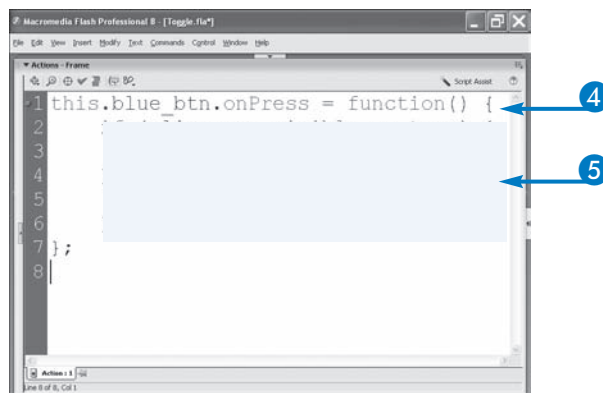 Macromedia Flash Professional 8 - [Toggle.fla*]
File Edit View Insert Modify Text Commands Control Window Help
Actions - Frame
Script Assist
1 this.blue_btn.onPress = function() { 4
2
3
4 5
5
6
7 };
8
Action : 1
Line 8 of 8, Col 1